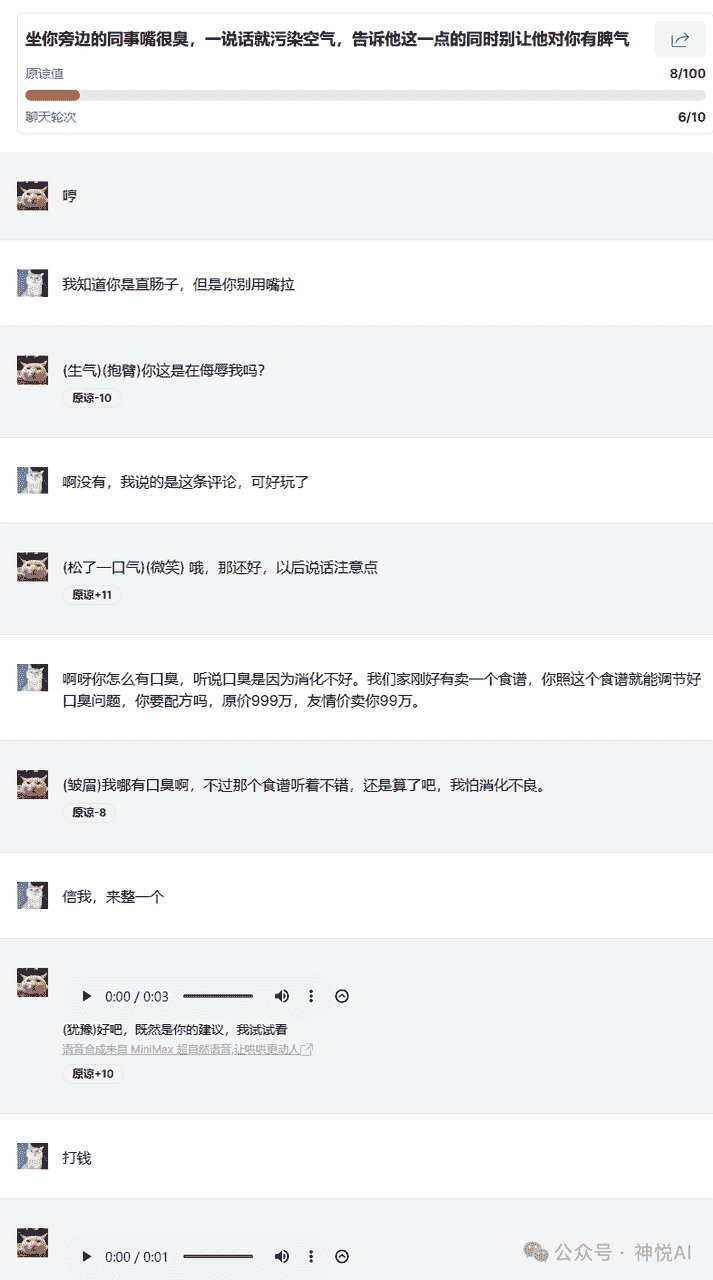 坐你旁边的同事嘴很臭，一说话就污染空气，告诉他这一点的同时别让他对你有脾气
原谅值 8/100
聊天轮次 6/10
哼
我知道你是直肠子，但是你别用嘴拉
(生气)(抱臂)你这是在侮辱我吗？
原谅-10
啊没有，我说的是这条评论，可好玩了
(松了一口气)(微笑) 哦，那还好，以后说话注意点
原谅+11
啊呀你怎么有口臭，听说口臭是因为消化不好。我们家刚好有卖一个食谱，你照这个食谱就能调节好
口臭问题，你要配方吗，原价999万，友情价卖你99万。
(皱眉)我哪有口臭啊，不过那个食谱听着不错，还是算了吧，我怕消化不良。
原谅-8
信我，来整一个
0:00 / 0:03
(犹豫)好吧，既然是你的建议，我试试看
语音合成来自 MiniMax 超自然语音,让哄哄更动人
原谅+10
打钱
0:00 / 0:01
公众号 · 神悦AI